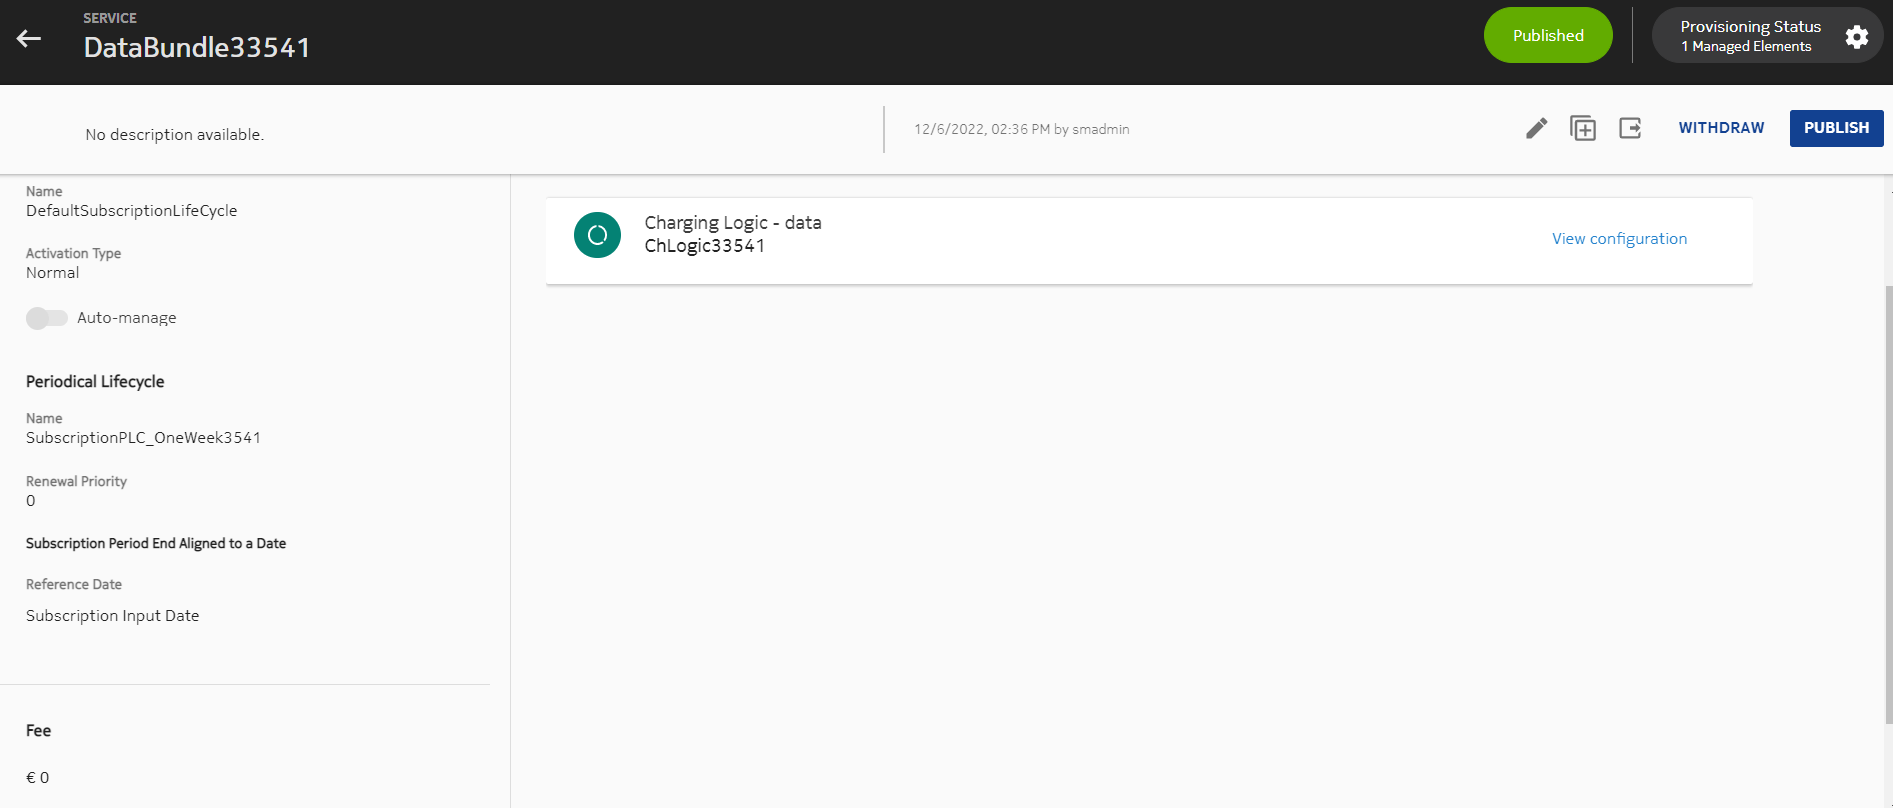 SERVICE
DataBundle33541
Published
Provisioning Status
1 Managed Elements
No description available.
12/6/2022, 02:36 PM by smadmin
WITHDRAW
PUBLISH
Name
DefaultSubscriptionLifeCycle
Activation Type
Normal
Auto-manage
Periodical Lifecycle
Name
SubscriptionPLC_OneWeek3541
Renewal Priority
0
Subscription Period End Aligned to a Date
Reference Date
Subscription Input Date
Fee
€ 0
Charging Logic - data
ChLogic33541
View configuration